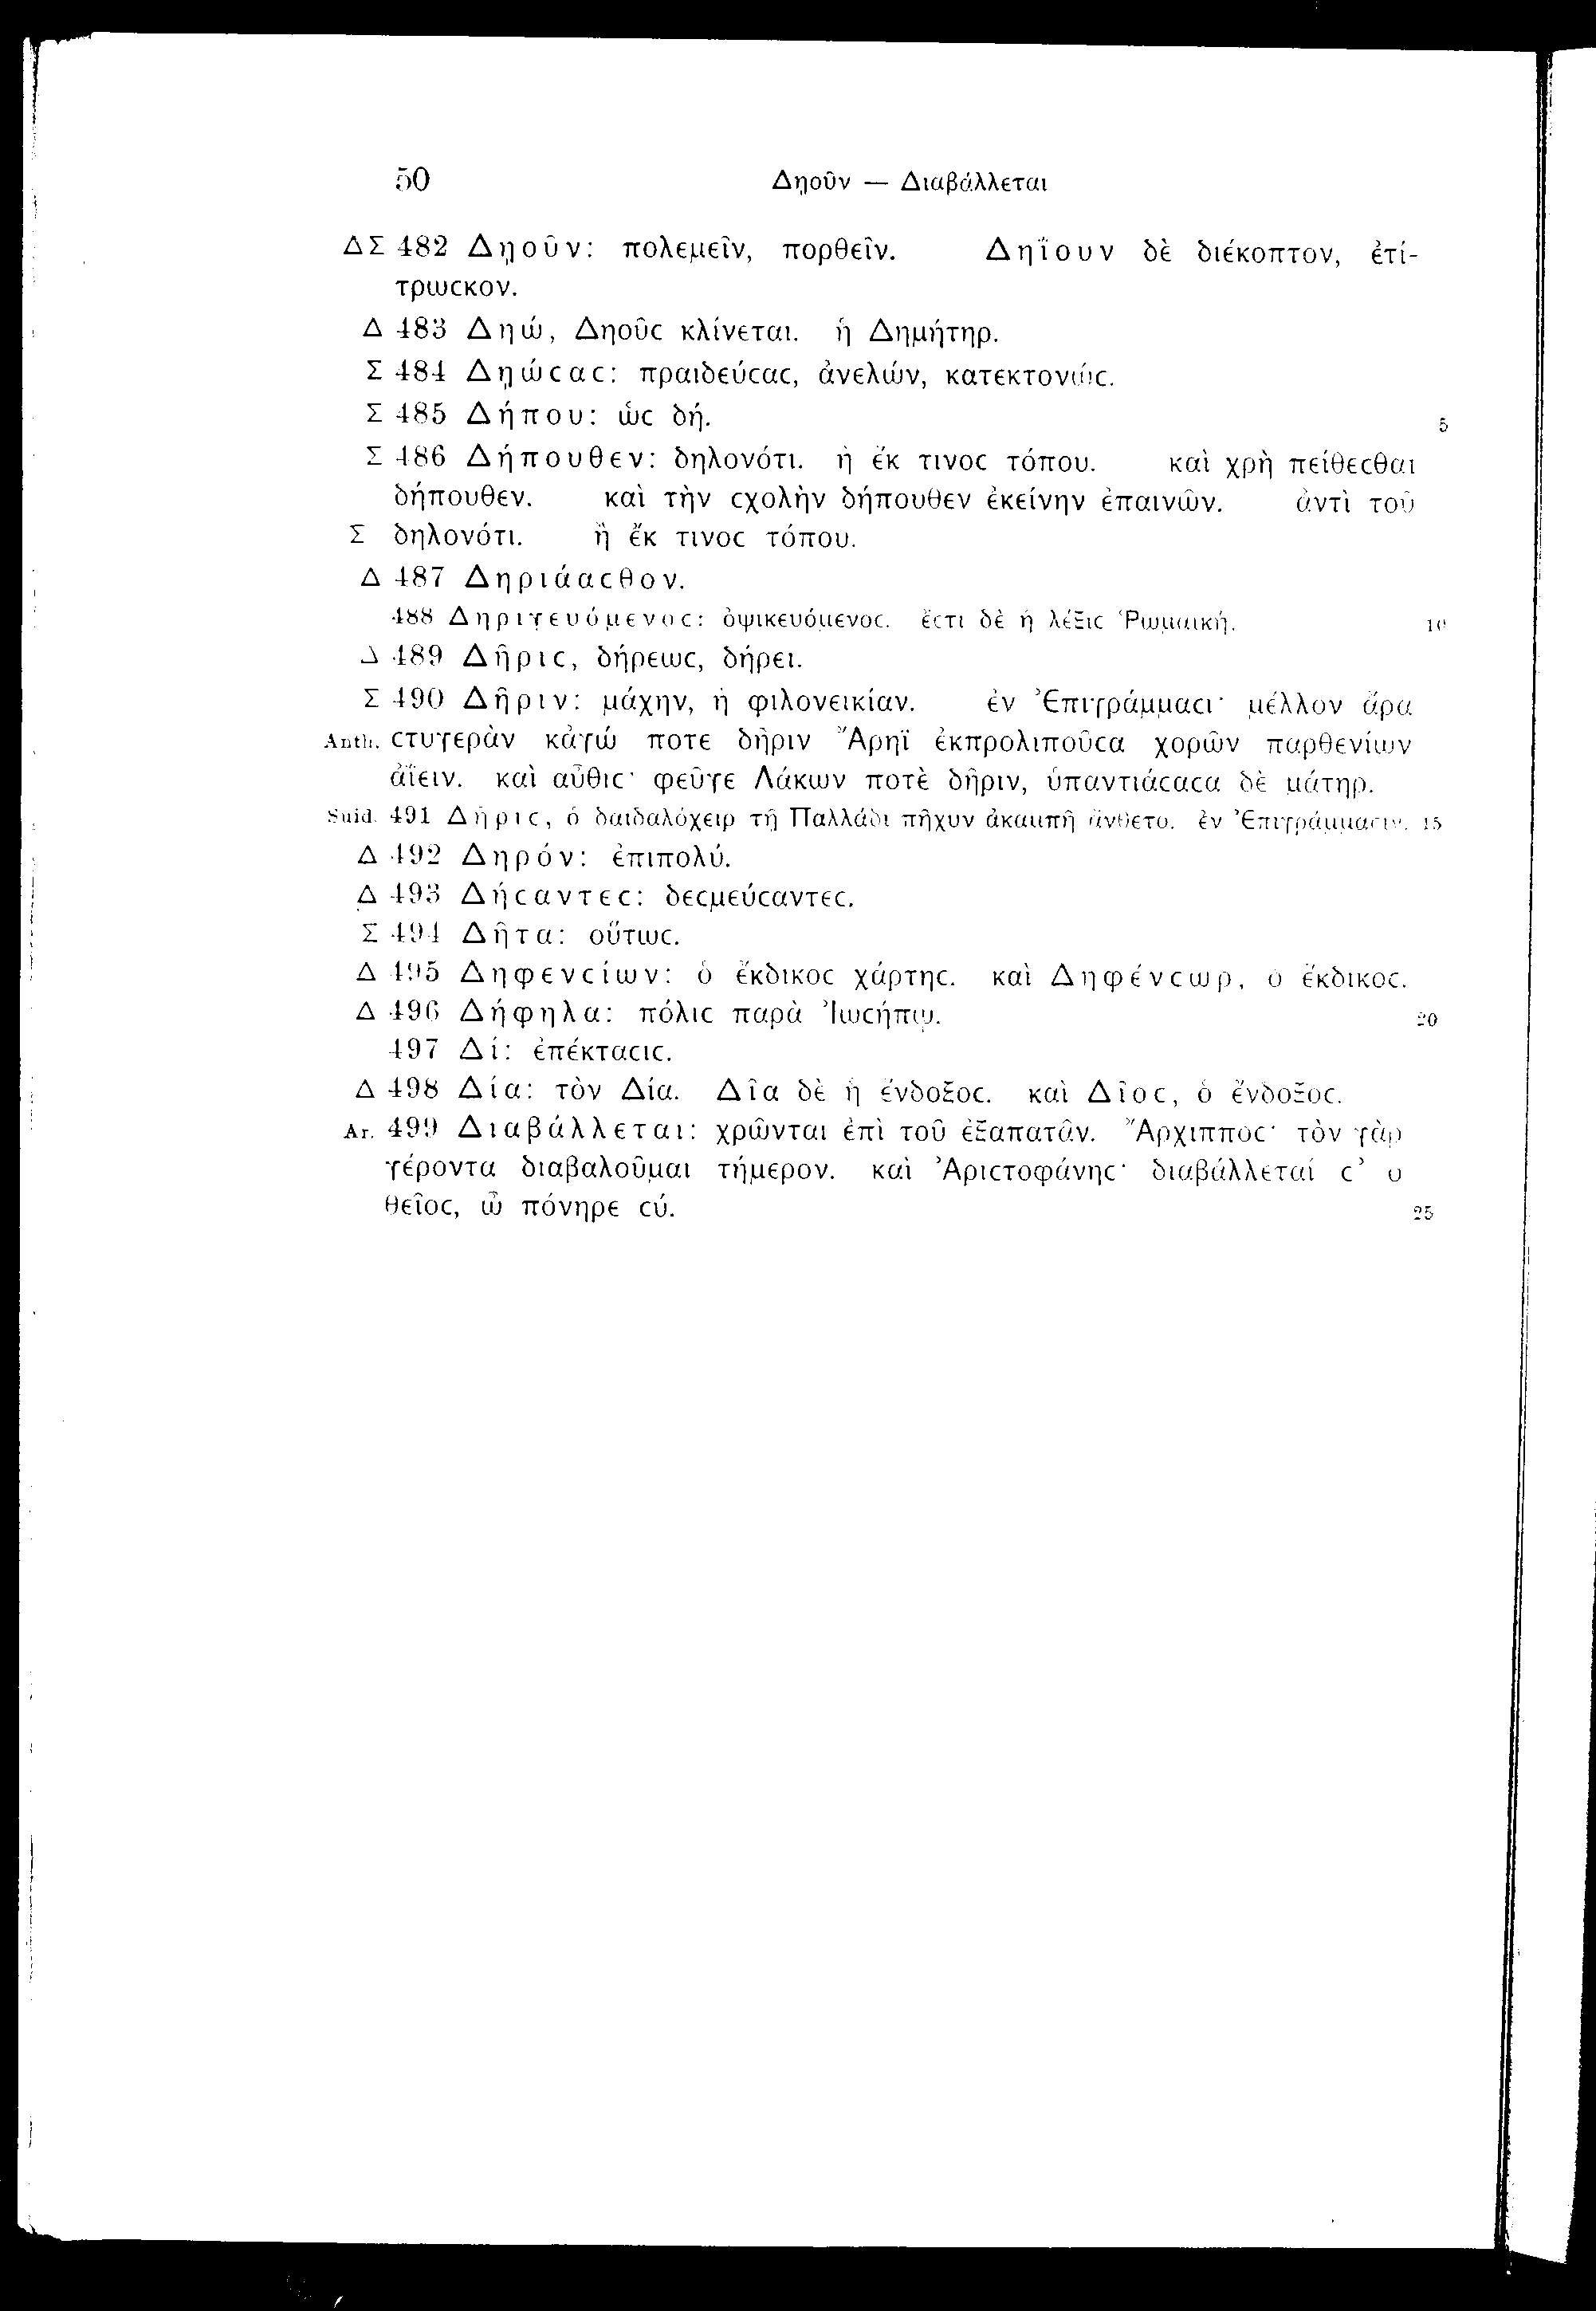 50 Δῃοῦν — Διαβάλλεται
ΔΣ 482 Δῃοῦν: πολεμεῖν, πορθεῖν. Δηΐουν δὲ διέκοπτον, ἐτί-
τρωϲκον.
Δ 483 Δηώ, Δηοῦϲ κλίνεται. ἡ Δημήτηρ.
Σ 484 Δῃώϲαϲ: πραιδεύϲαϲ, ἀνελών, κατεκτονώϲ.
Σ 485 Δήπου: ὡϲ δή. 5
Σ 486 Δήπουθεν: δηλονότι. ἢ ἔκ τινοϲ τόπου. καὶ χρὴ πείθεϲθαι
δήπουθεν. καὶ τὴν ϲχολὴν δήπουθεν ἐκείνην ἐπαινῶν. ἀντὶ τοῦ
Σ δηλονότι. ἢ ἔκ τινοϲ τόπου.
Δ 487 Δηριάαϲθον.
488 Δηριγευόμενοϲ: ὀψικευόμενοϲ. ἔϲτι δὲ ἡ λέξιϲ Ῥωμαική. 10
Δ 489 Δῆριϲ, δήρεωϲ, δήρει.
Σ 490 Δῆριν: μάχην, ἢ φιλονεικίαν. ἐν Ἐπιγράμμαϲι· μέλλον ἄρα
Anth. ϲτυγερὰν κἀγώ ποτε δῆριν Ἄρηϊ ἐκπρολιποῦϲα χορῶν παρθενίων
ἀΐειν. καὶ αὖθιϲ· φεῦγε Λάκων ποτὲ δῆριν, ὑπαντιάϲαϲα δὲ μάτηρ.
Suid. 491 Δῆριϲ, ὁ δαιδαλόχειρ τῇ Παλλάδι πῆχυν ἀκαμπῆ ἄνθετο. ἐν Ἐπιγράμμαϲιν. 15
Δ 492 Δηρόν: ἐπιπολύ.
Δ 493 Δήϲαντεϲ: δεϲμεύϲαντεϲ.
Σ 494 Δῆτα: οὕτωϲ.
Δ 495 Δηφενϲίων: ὁ ἔκδικοϲ χάρτηϲ. καὶ Δηφένϲωρ, ὁ ἔκδικοϲ.
Δ 496 Δήφηλα: πόλιϲ παρὰ Ἰωϲήπῳ. 20
497 Δί: ἐπέκταϲιϲ.
Δ 498 Δία: τὸν Δία. Δῖα δὲ ἡ ἔνδοξοϲ. καὶ Δῖοϲ, ὁ ἔνδοξοϲ.
Ar. 499 Διαβάλλεται: χρῶνται ἐπὶ τοῦ ἐξαπατᾶν. Ἄρχιπποϲ· τὸν γὰρ
γέροντα διαβαλοῦμαι τήμερον. καὶ Ἀριϲτοφάνηϲ· διαβάλλεταί ϲ’ ὁ
θεῖοϲ, ὦ πόνηρε ϲύ. 25